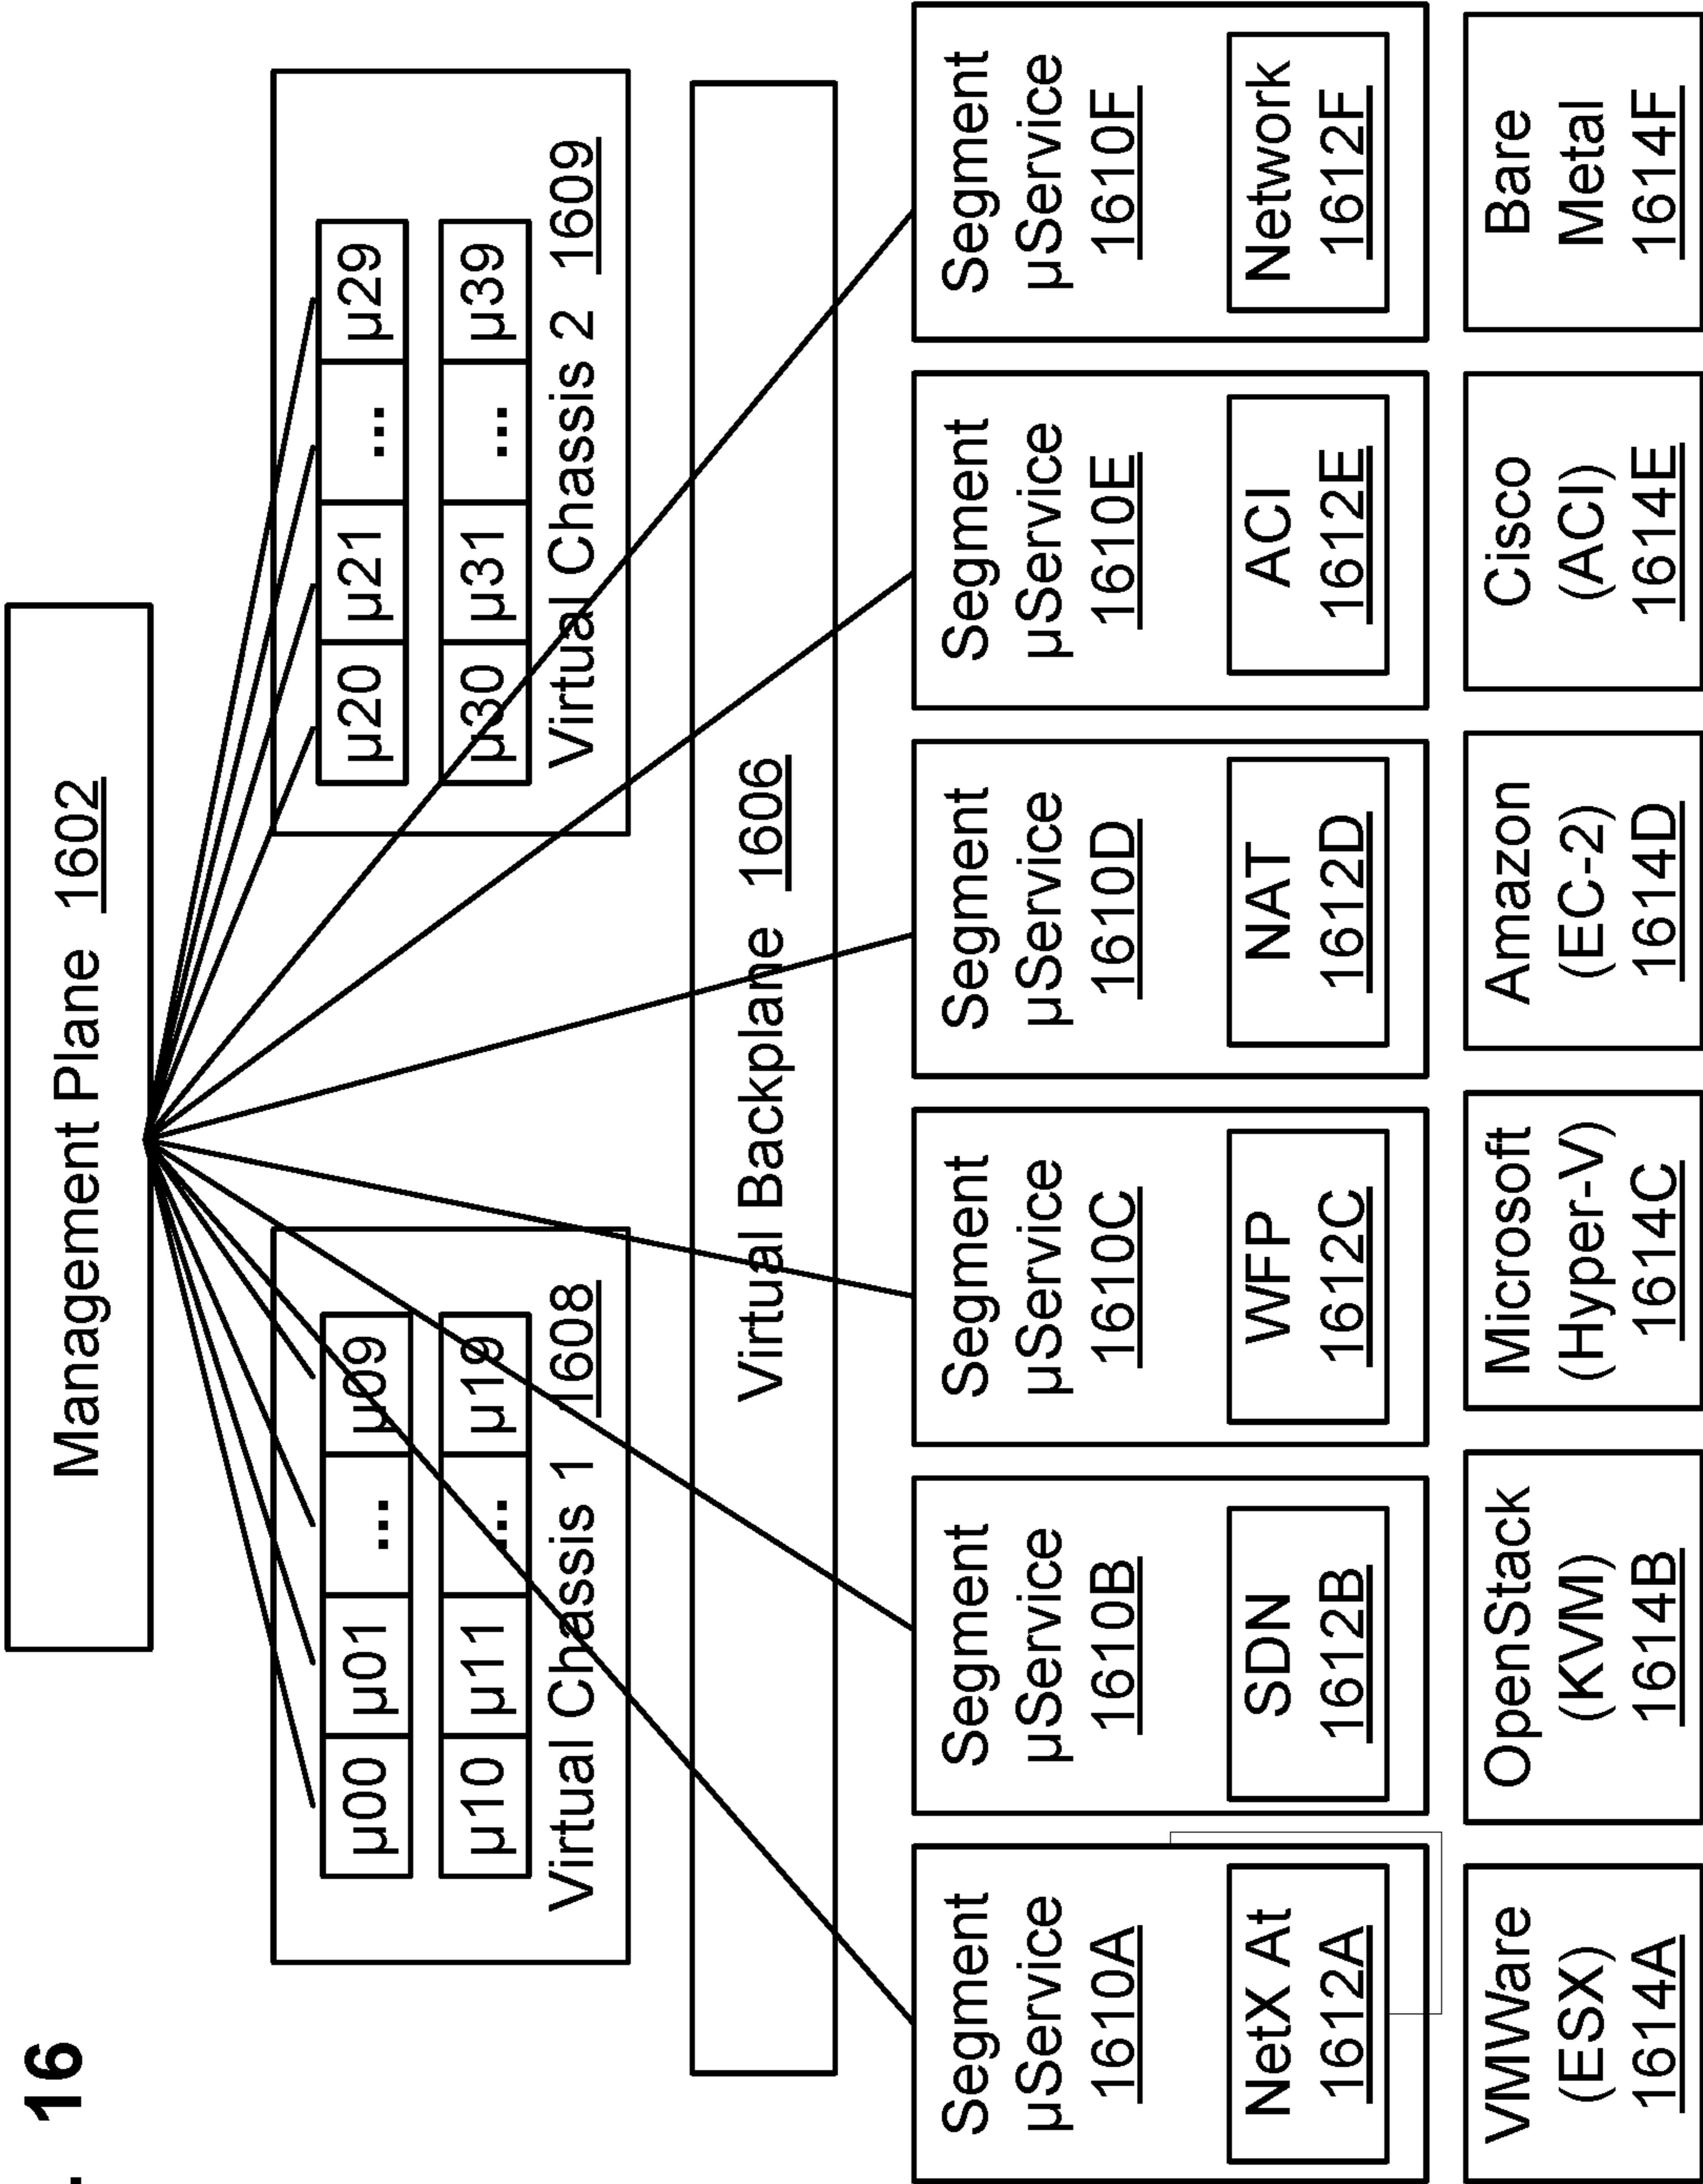 . 16
Management Plane 1602
µ00 µ01 ... µ09
µ10 µ11 ... µ19
Virtual Chassis 1 1608
µ20 µ21 ... µ29
µ30 µ31 ... µ39
Virtual Chassis 2 1609
Virtual Backplane 1606
Segment
µService
1610A
NetX At
1612A
Segment
µService
1610B
SDN
1612B
Segment
µService
1610C
WFP
1612C
Segment
µService
1610D
NAT
1612D
Segment
µService
1610E
ACI
1612E
Segment
µService
1610F
Network
1612F
VMWare
(ESX)
1614A
OpenStack
(KVM)
1614B
Microsoft
(Hyper-V)
1614C
Amazon
(EC-2)
1614D
Cisco
(ACI)
1614E
Bare
Metal
1614F